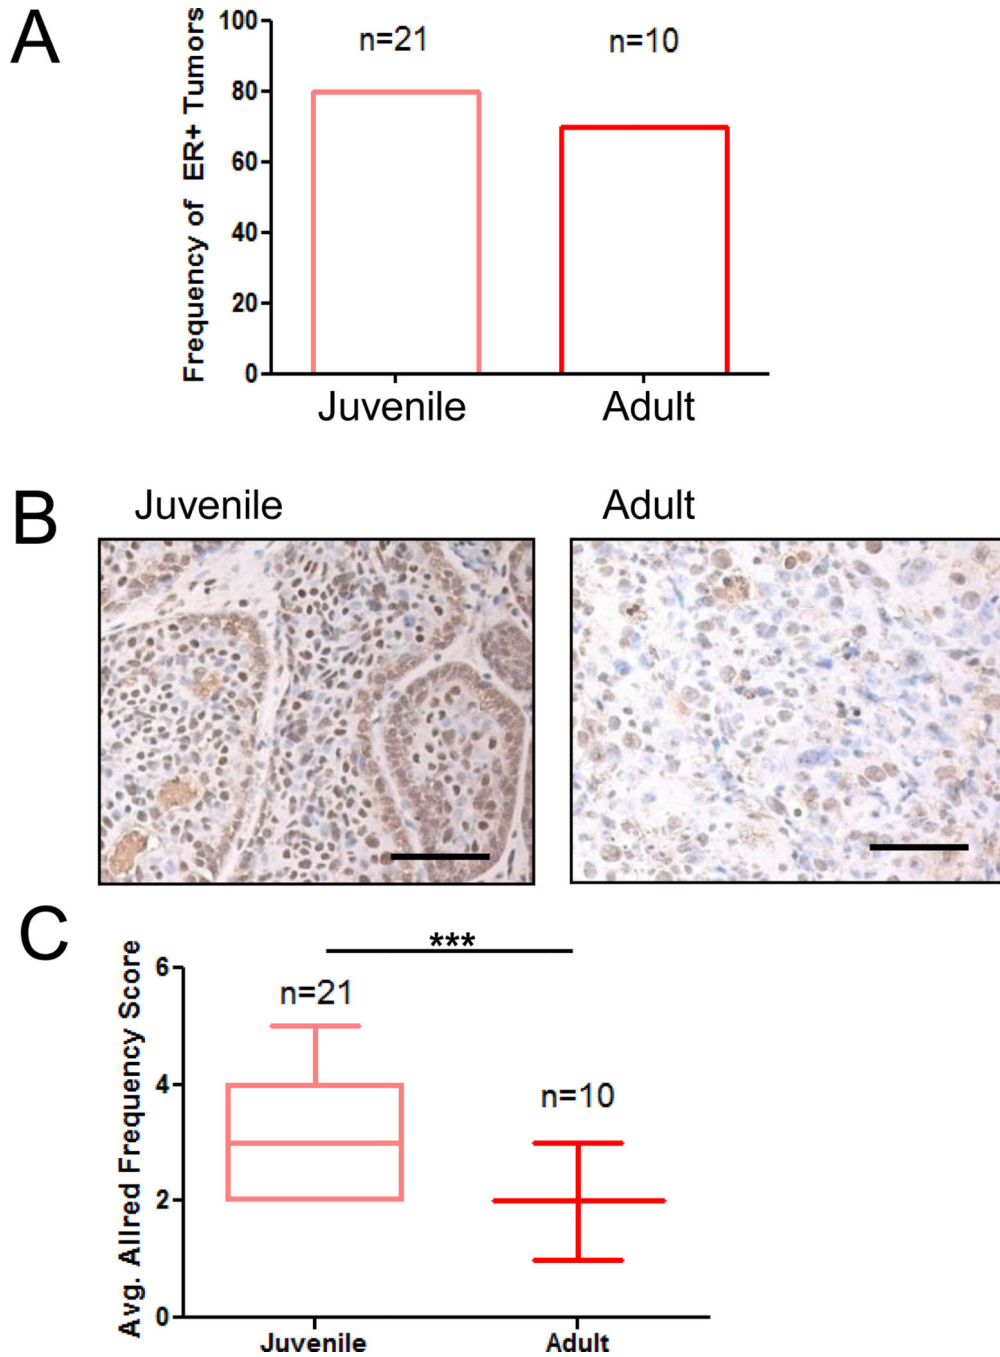 A
Frequency of ER+ Tumors
100
80
60
40
20
0
n=21
n=10
Juvenile
Adult
B
Juvenile
Adult
C
Avg. Allred Frequency Score
6
4
2
0
***
n=21
n=10
Juvenile
Adult